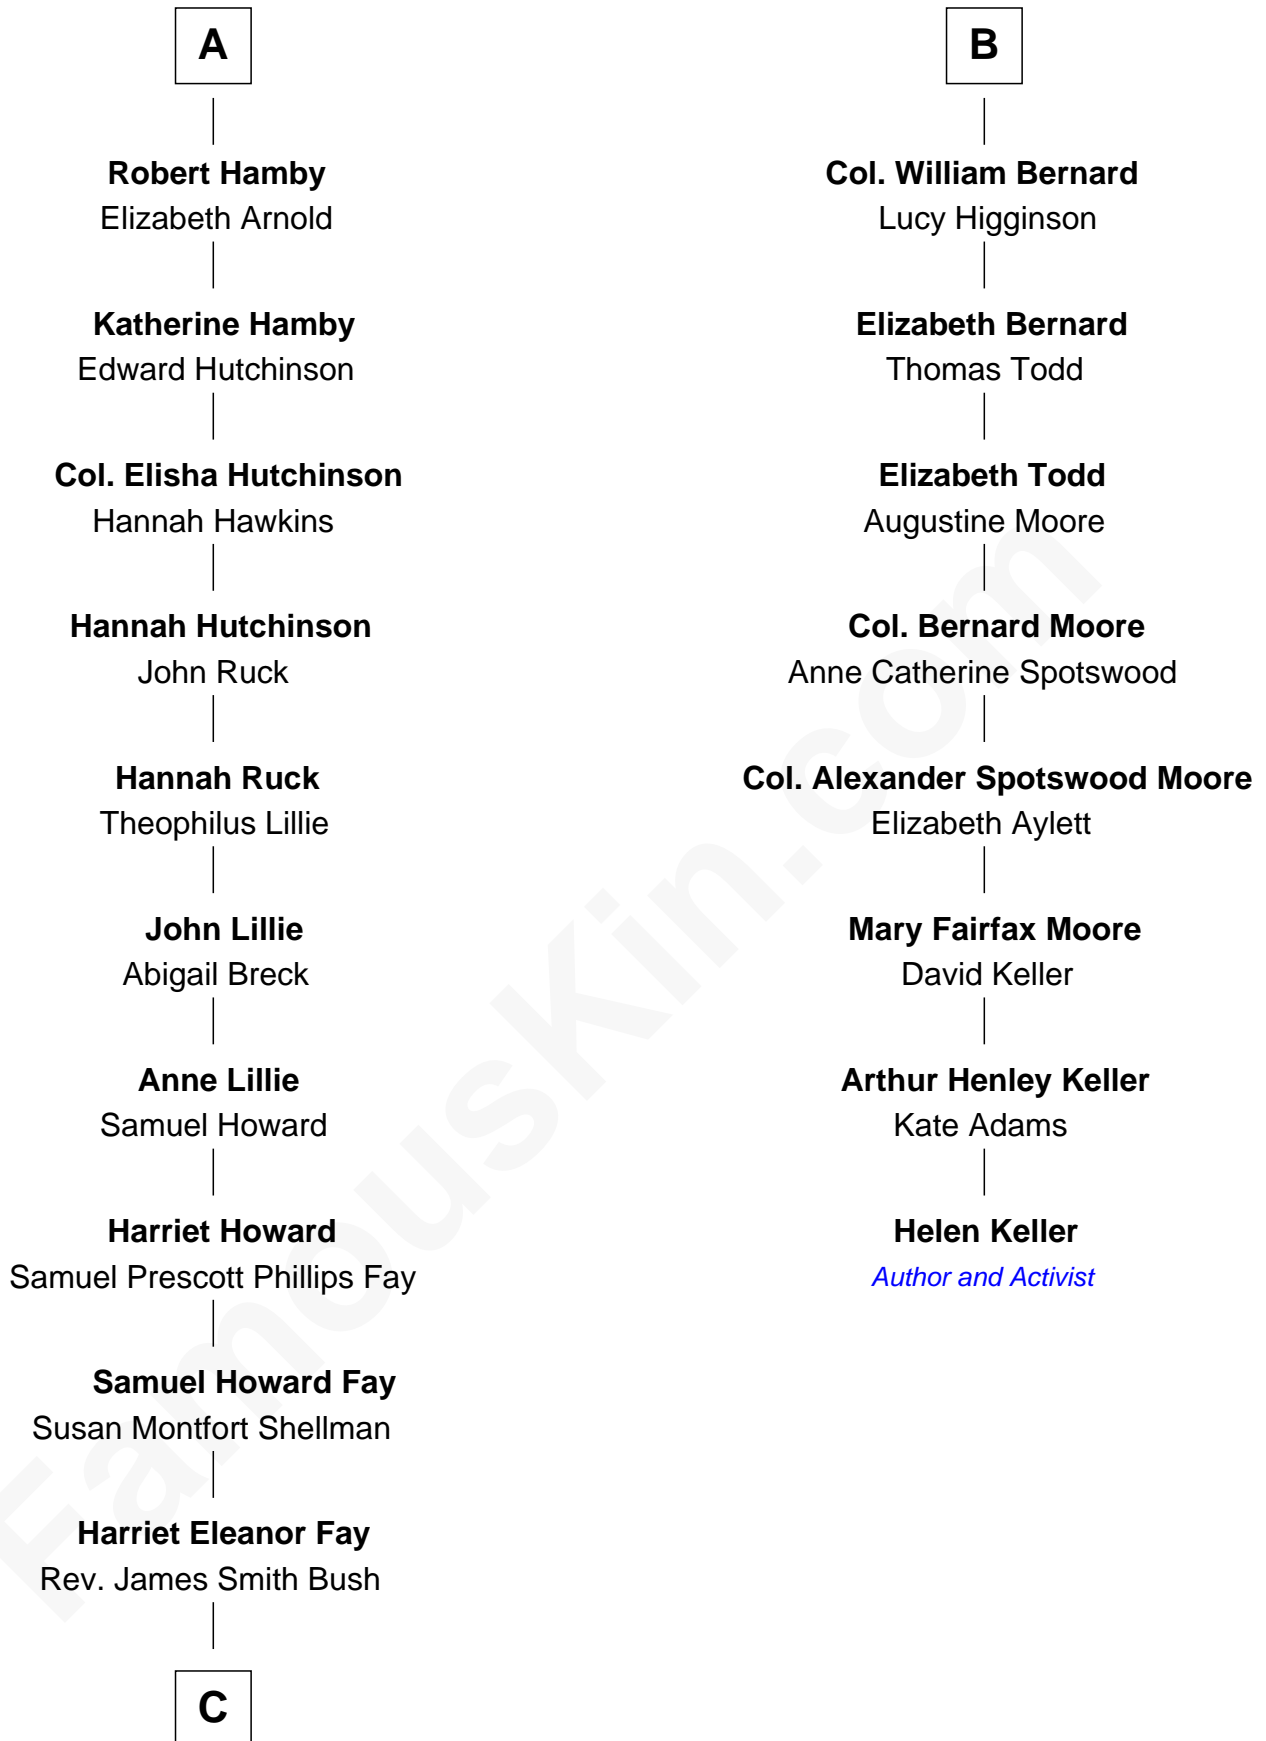 A
Robert Hamby
Elizabeth Arnold
Katherine Hamby
Edward Hutchinson
Col. Elisha Hutchinson
Hannah Hawkins
Hannah Hutchinson
John Ruck
Hannah Ruck
Theophilus Lillie
John Lillie
Abigail Breck
Anne Lillie
Samuel Howard
Harriet Howard
Samuel Prescott Phillips Fay
Samuel Howard Fay
Susan Montfort Shellman
Harriet Eleanor Fay
Rev. James Smith Bush
C
B
Col. William Bernard
Lucy Higginson
Elizabeth Bernard
Thomas Todd
Elizabeth Todd
Augustine Moore
Col. Bernard Moore
Anne Catherine Spotswood
Col. Alexander Spotswood Moore
Elizabeth Aylett
Mary Fairfax Moore
David Keller
Arthur Henley Keller
Kate Adams
Helen Keller
Author and Activist
FamousKin.com